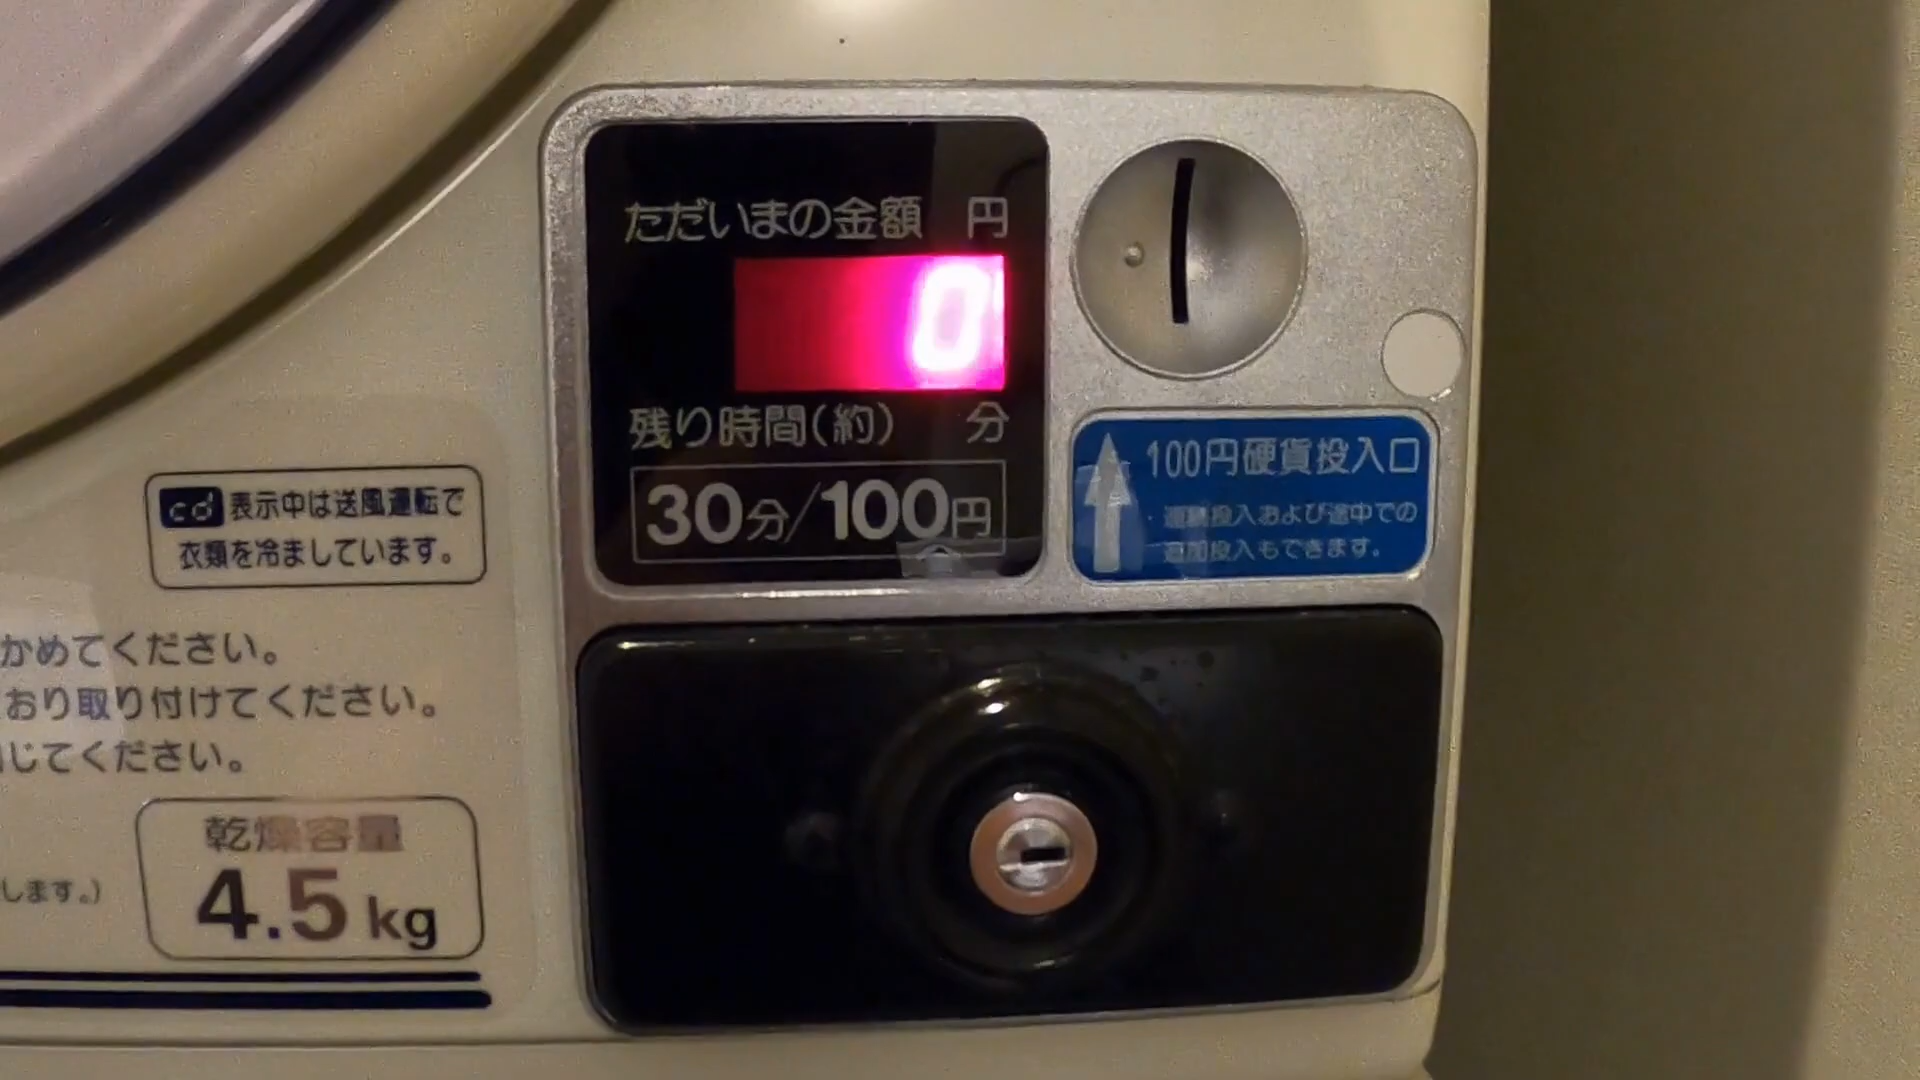 ただいまの金額 円
0
残り時間(約) 分
30分/100円
100円硬貨投入口
・連続投入および途中での
追加投入もできます。
cd 表示中は送風運転で
衣類を冷ましています。
かめてください。
おり取り付けてください。
じてください。
します。)
乾燥容量
4.5kg